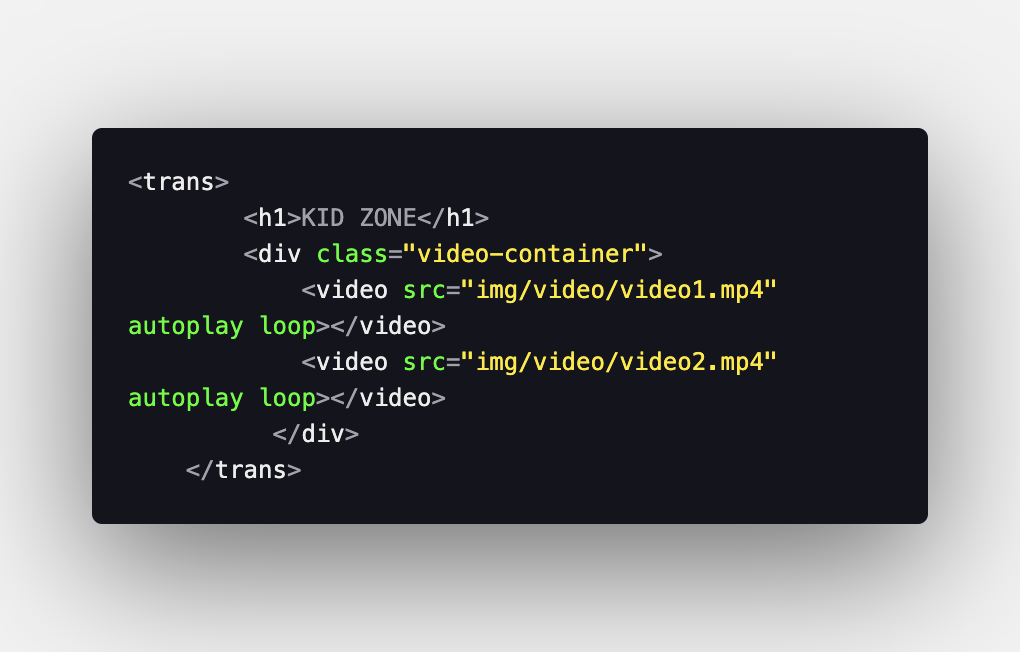 <trans>
        <h1>KID ZONE</h1>
        <div class="video-container">
            <video src="img/video/video1.mp4"
autoplay loop></video>
            <video src="img/video/video2.mp4"
autoplay loop></video>
          </div>
    </trans>